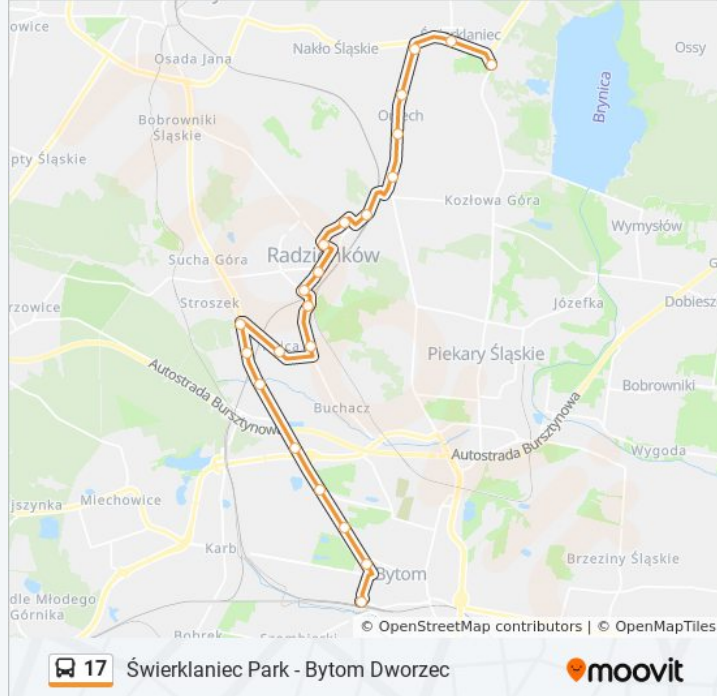 Świerklaniec
Nakło Śląskie
Ossy
Osada Jana
Brynica
Orzech
Bobrowniki
Śląskie
pty Śląskie
Kozłowa Góra
Wymysłów
Radzionków
Sucha Góra
Stroszek
Józefka
Dobiesz
rzowice
Piekary Śląskie
Autostrada Bursztynowa
Bobrowniki
Buchacz
Autostrada Bursztynowa
Wygoda
jszynka
Miechowice
Karb
Brzeziny Śląskie
Bytom
dle Młodego
Górnika
Bobrek
Szombierki
© OpenStreetMap contributors | © OpenMapTiles
17 Świerklaniec Park - Bytom Dworzec
moovit